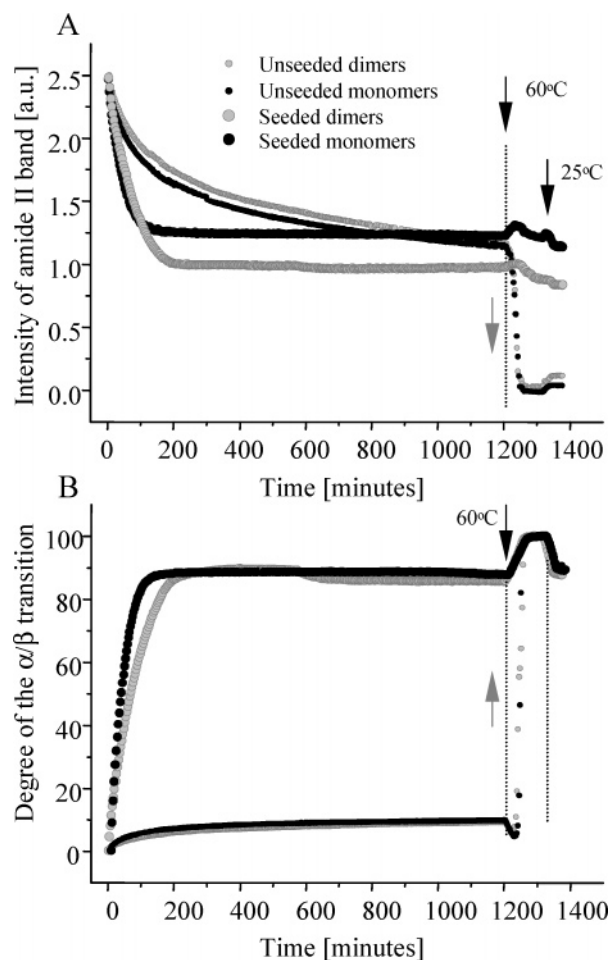 A
Unseeded dimers
Unseeded monomers
Seeded dimers
Seeded monomers
60°C
25°C
Intensity of amide II band [a.u.]
2.5
2.0
1.5
1.0
0.5
0.0
0 200 400 600 800 1000 1200 1400
Time [minutes]
B
60°C
Degree of the α/β transition
100
80
60
40
20
0
0 200 400 600 800 1000 1200 1400
Time [minutes]